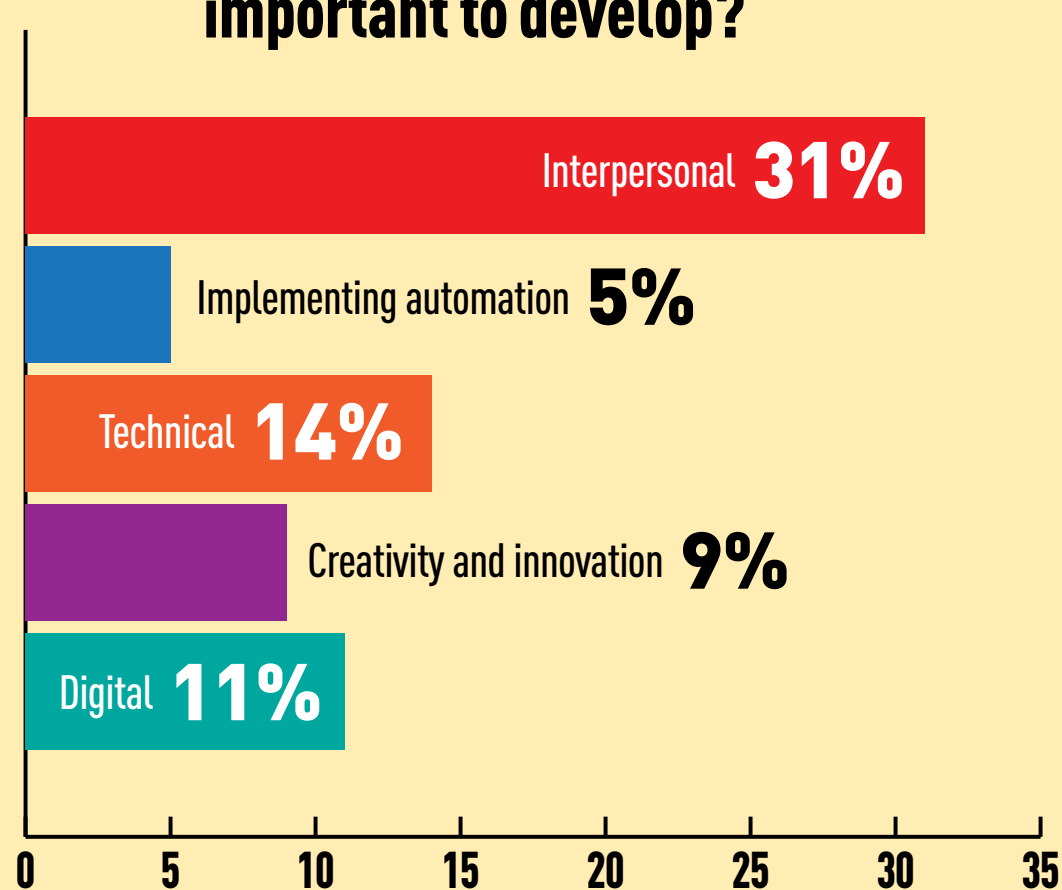 important to develop?
Interpersonal 31%
Implementing automation 5%
Technical 14%
Creativity and innovation 9%
Digital 11%
0 5 10 15 20 25 30 35